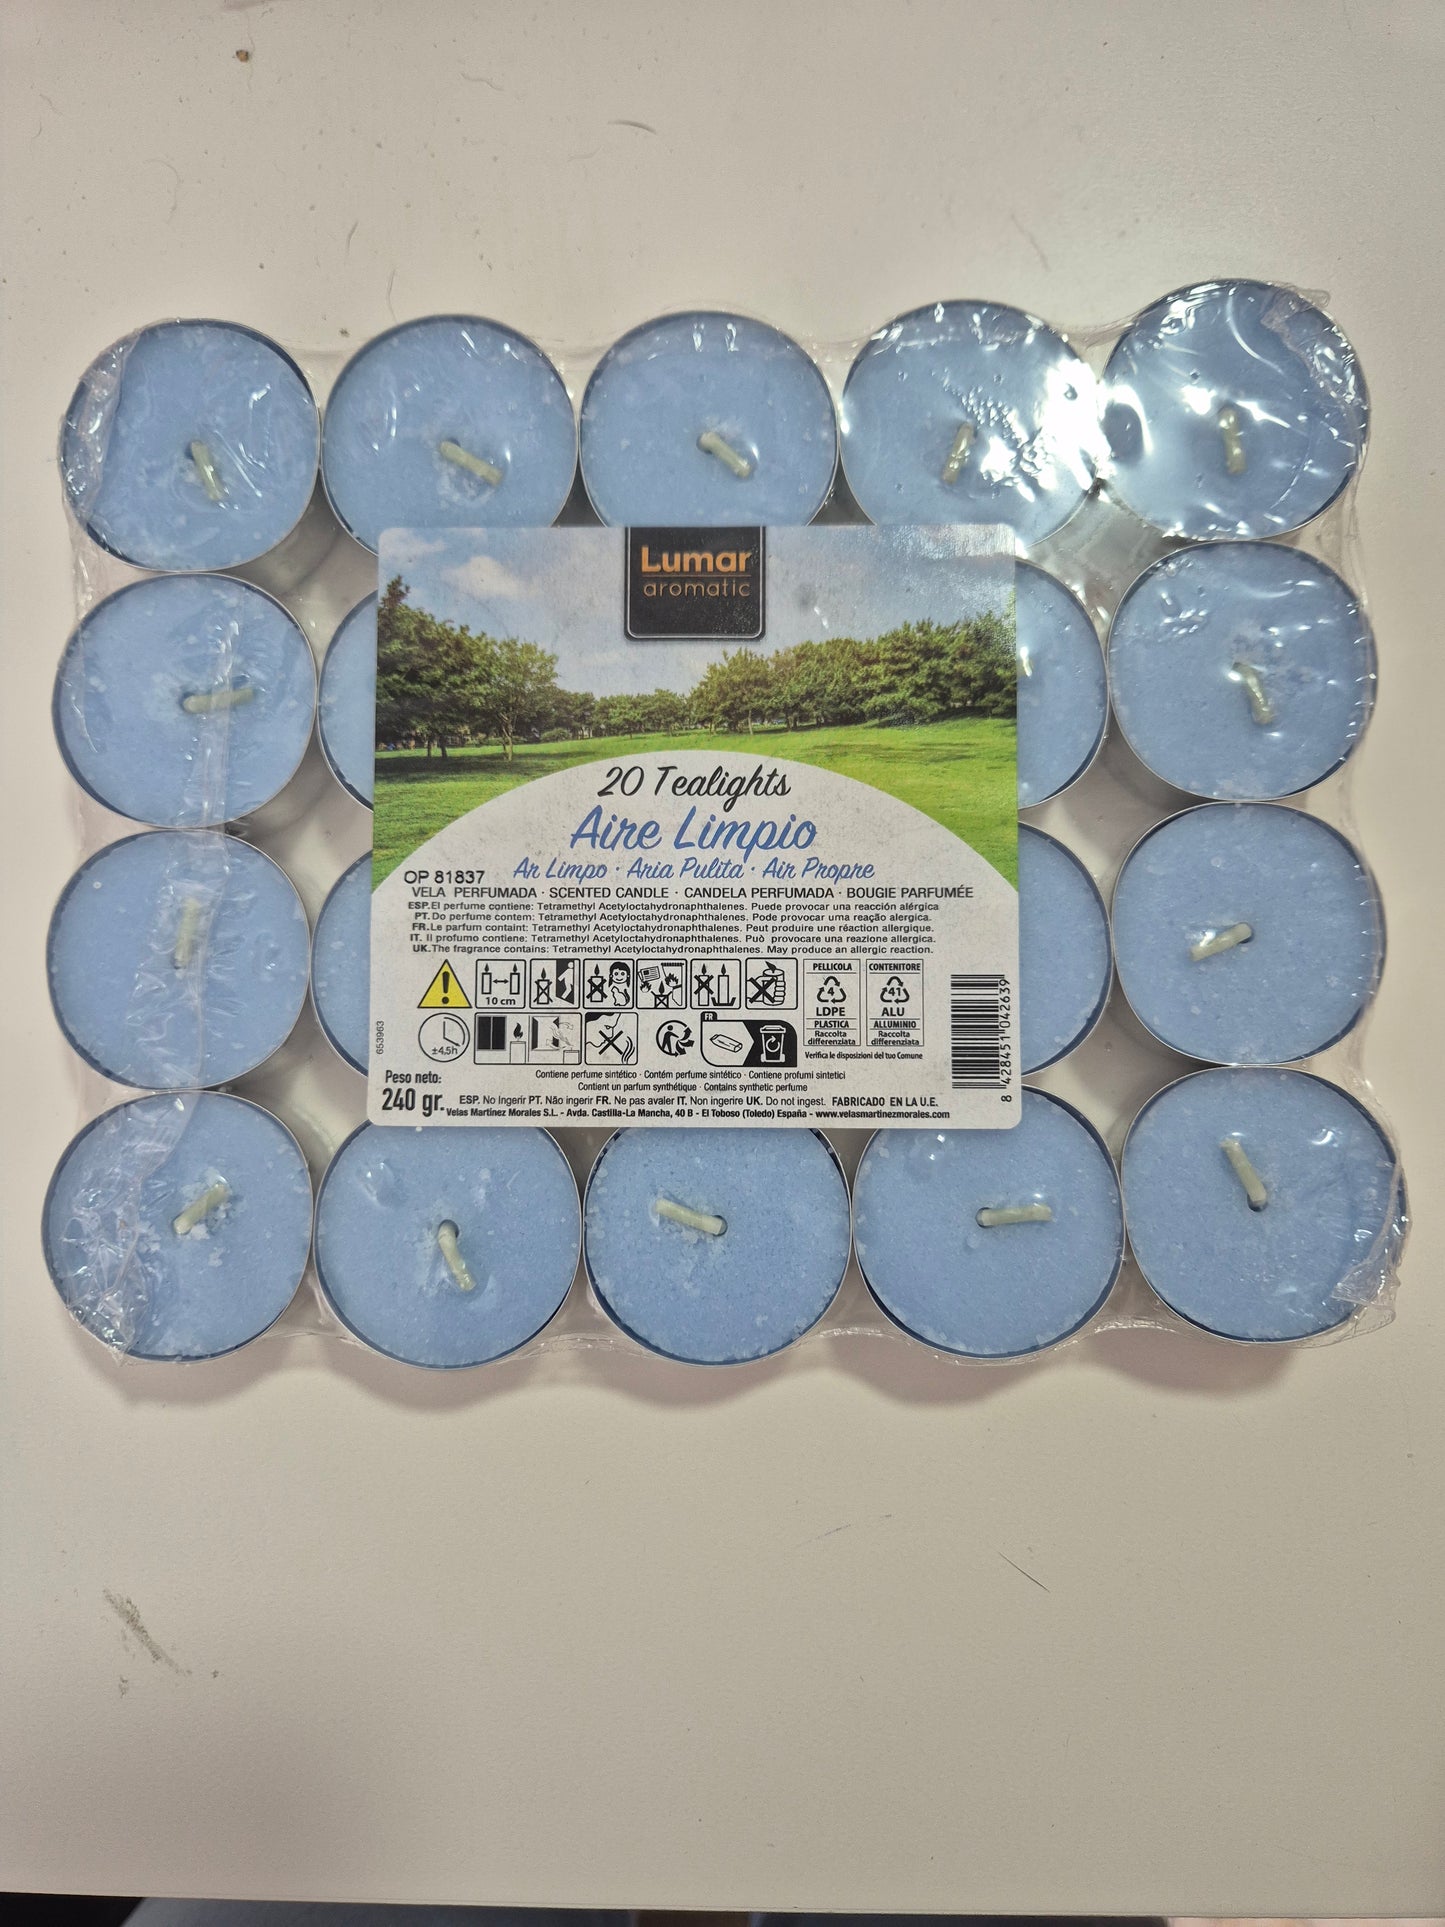 Lumar
aromatic
20 Tealights
Aire Limpio
Ar Limpo · Aria Pulita · Air Propre
OP 81837
VELA PERFUMADA · SCENTED CANDLE · CANDELA PERFUMADA · BOUGIE PARFUMÉE
ESP. El perfume contiene: Tetramethyl Acetyloctahydronaphthalenes. Puede provocar una reacción alérgica
PT. Do perfume contem: Tetramethyl Acetyloctahydronaphthalenes. Pode provocar uma reação alergica.
FR. Le parfum containt: Tetramethyl Acetyloctahydronaphthalenes. Peut produire une réaction allergique.
IT. Il profumo contiene: Tetramethyl Acetyloctahydronaphthalenes. Può provocare una reazione allergica.
UK. The fragrance contains: Tetramethyl Acetyloctahydronaphthalenes. May produce an allergic reaction.
10 cm
PELLICOLA
4
LDPE
PLASTICA
Raccolta
differenziata
CONTENITORE
41
ALU
ALLUMINIO
Raccolta
differenziata
Verifica le disposizioni del tuo Comune
±4,5h
FR
653963
8 428451 042639
Contiene perfume sintético · Contém perfume sintético · Contiene profumi sintetici
Contient un parfum synthétique · Contains synthetic perfume
Peso neto:
240 gr.
ESP. No Ingerir PT. Não ingerir FR. Ne pas avaler IT. Non ingerire UK. Do not ingest. FABRICADO EN LA U.E.
Velas Martínez Morales S.L. - Avda. Castilla-La Mancha, 40 B - El Toboso (Toledo) España - www.velasmartinezmorales.com